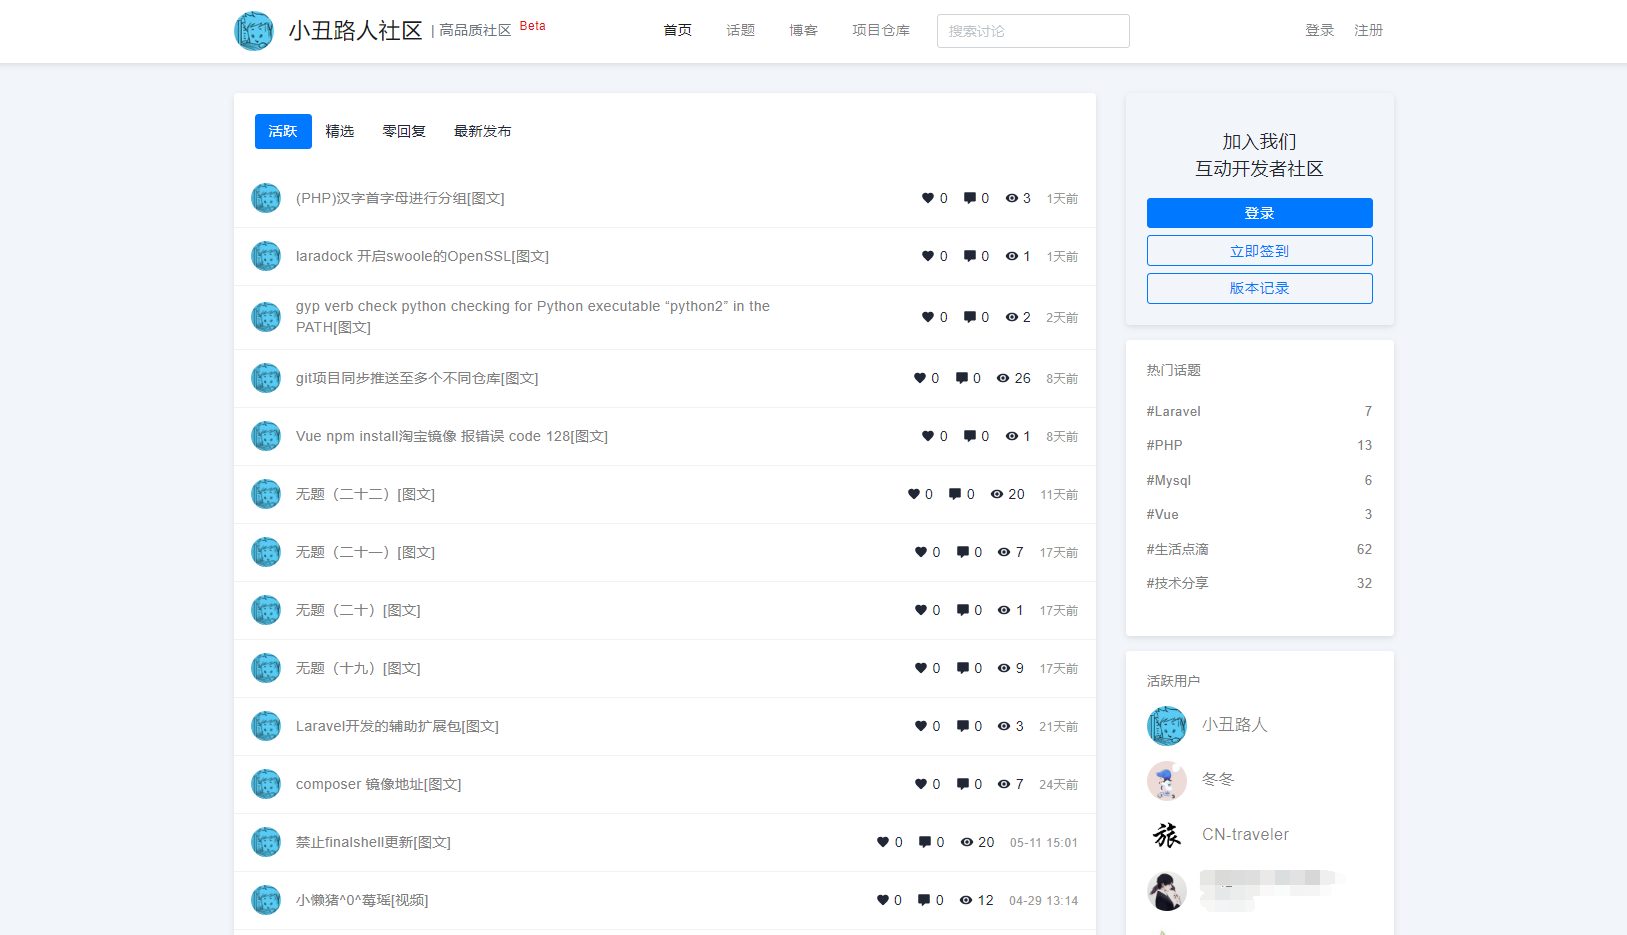 小丑路人社区 | 高品质社区 Beta 首页 话题 博客 项目仓库 搜索讨论 登录 注册
活跃 精选 零回复 最新发布
(PHP)汉字首字母进行分组[图文] 0 0 3 1天前
laradock 开启swoole的OpenSSL[图文] 0 0 1 1天前
gyp verb check python checking for Python executable “python2” in the
PATH[图文] 0 0 2 2天前
git项目同步推送至多个不同仓库[图文] 0 0 26 8天前
Vue npm install淘宝镜像 报错误 code 128[图文] 0 0 1 8天前
无题（二十二）[图文] 0 0 20 11天前
无题（二十一）[图文] 0 0 7 17天前
无题（二十）[图文] 0 0 1 17天前
无题（十九）[图文] 0 0 9 17天前
Laravel开发的辅助扩展包[图文] 0 0 3 21天前
composer 镜像地址[图文] 0 0 7 24天前
禁止finalshell更新[图文] 0 0 20 05-11 15:01
小懒猪^0^莓瑶[视频] 0 0 12 04-29 13:14
加入我们
互动开发者社区
登录
立即签到
版本记录
热门话题
#Laravel 7
#PHP 13
#Mysql 6
#Vue 3
#生活点滴 62
#技术分享 32
活跃用户
小丑路人
冬冬
旅 CN-traveler